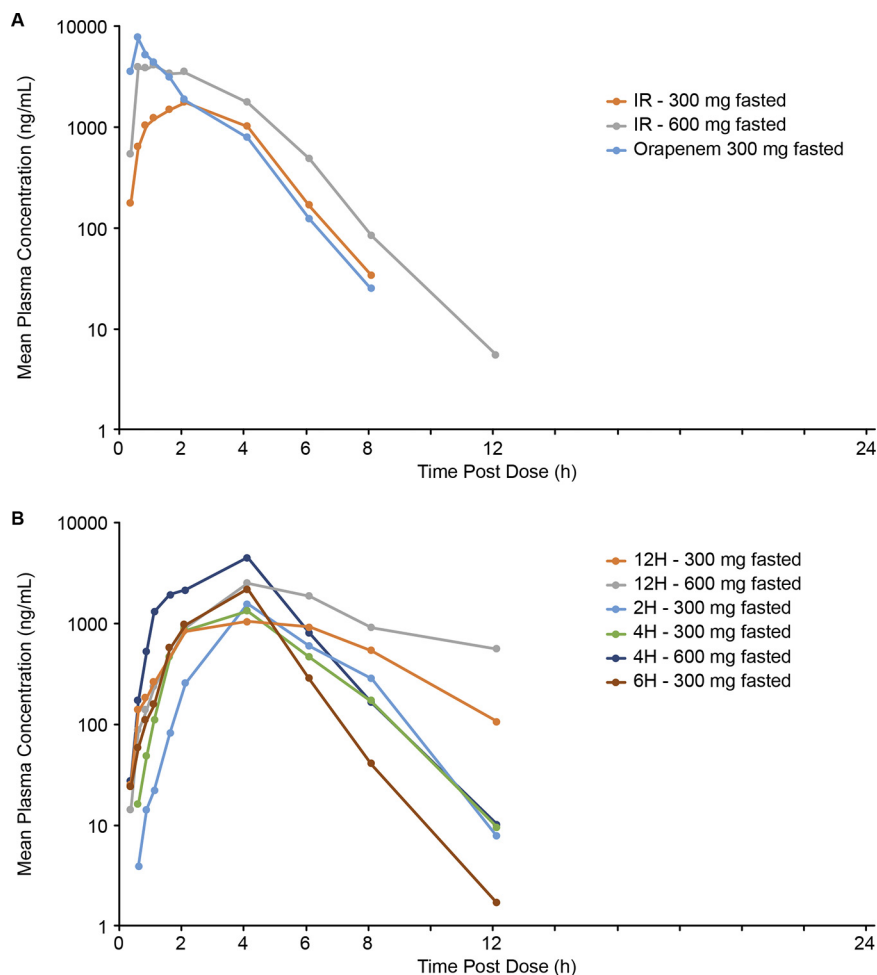 A
Mean Plasma Concentration (ng/mL)
10000
1000
100
10
1
0 2 4 6 8 12 24
Time Post Dose (h)
IR - 300 mg fasted
IR - 600 mg fasted
Orapenem 300 mg fasted
B
Mean Plasma Concentration (ng/mL)
10000
1000
100
10
1
0 2 4 6 8 12 24
Time Post Dose (h)
12H - 300 mg fasted
12H - 600 mg fasted
2H - 300 mg fasted
4H - 300 mg fasted
4H - 600 mg fasted
6H - 300 mg fasted